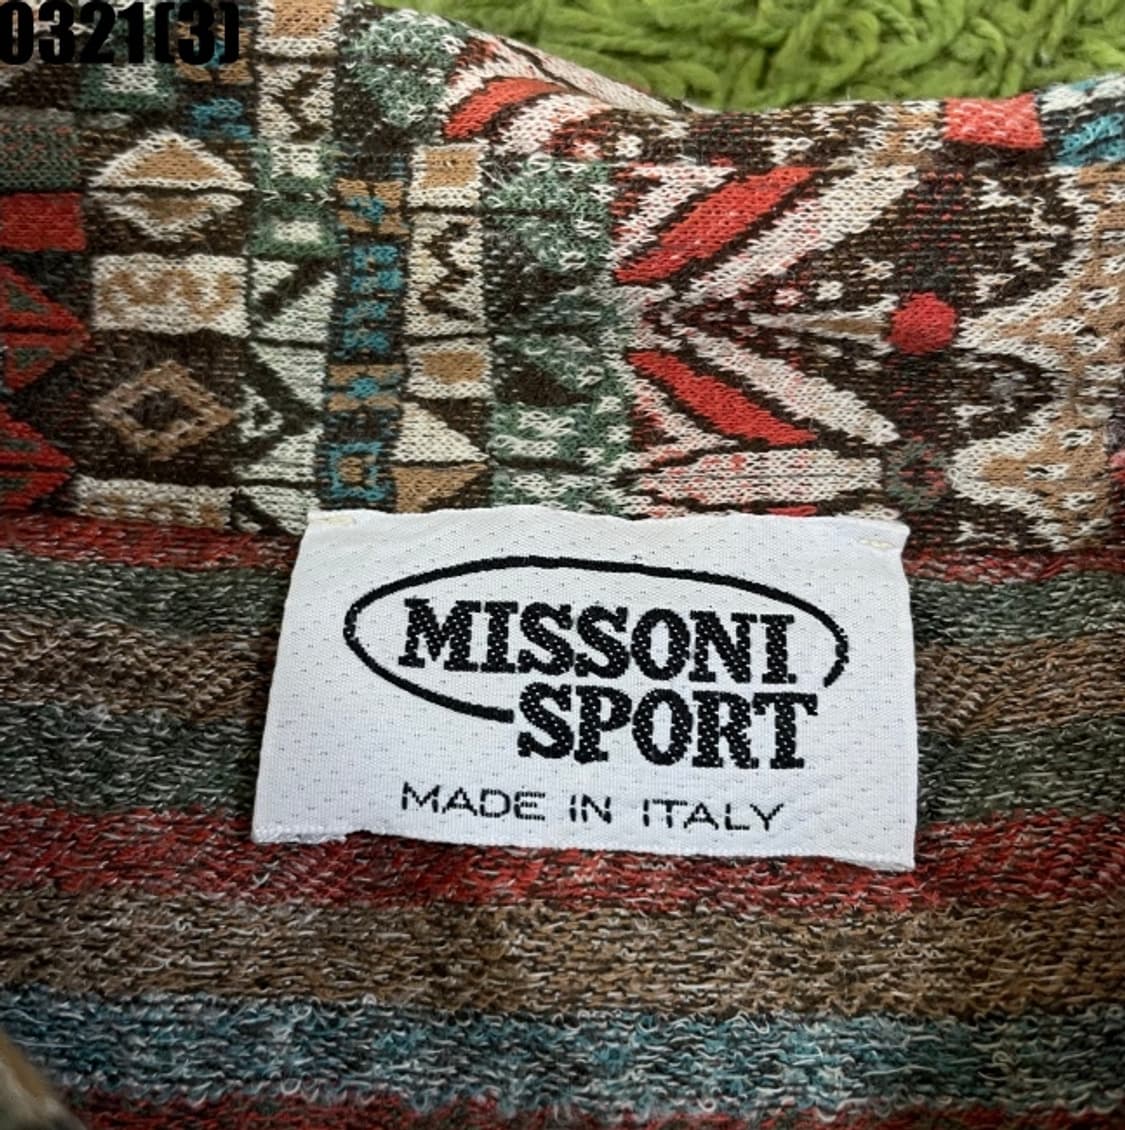 0321(3)
MISSONI
SPORT
MADE IN ITALY